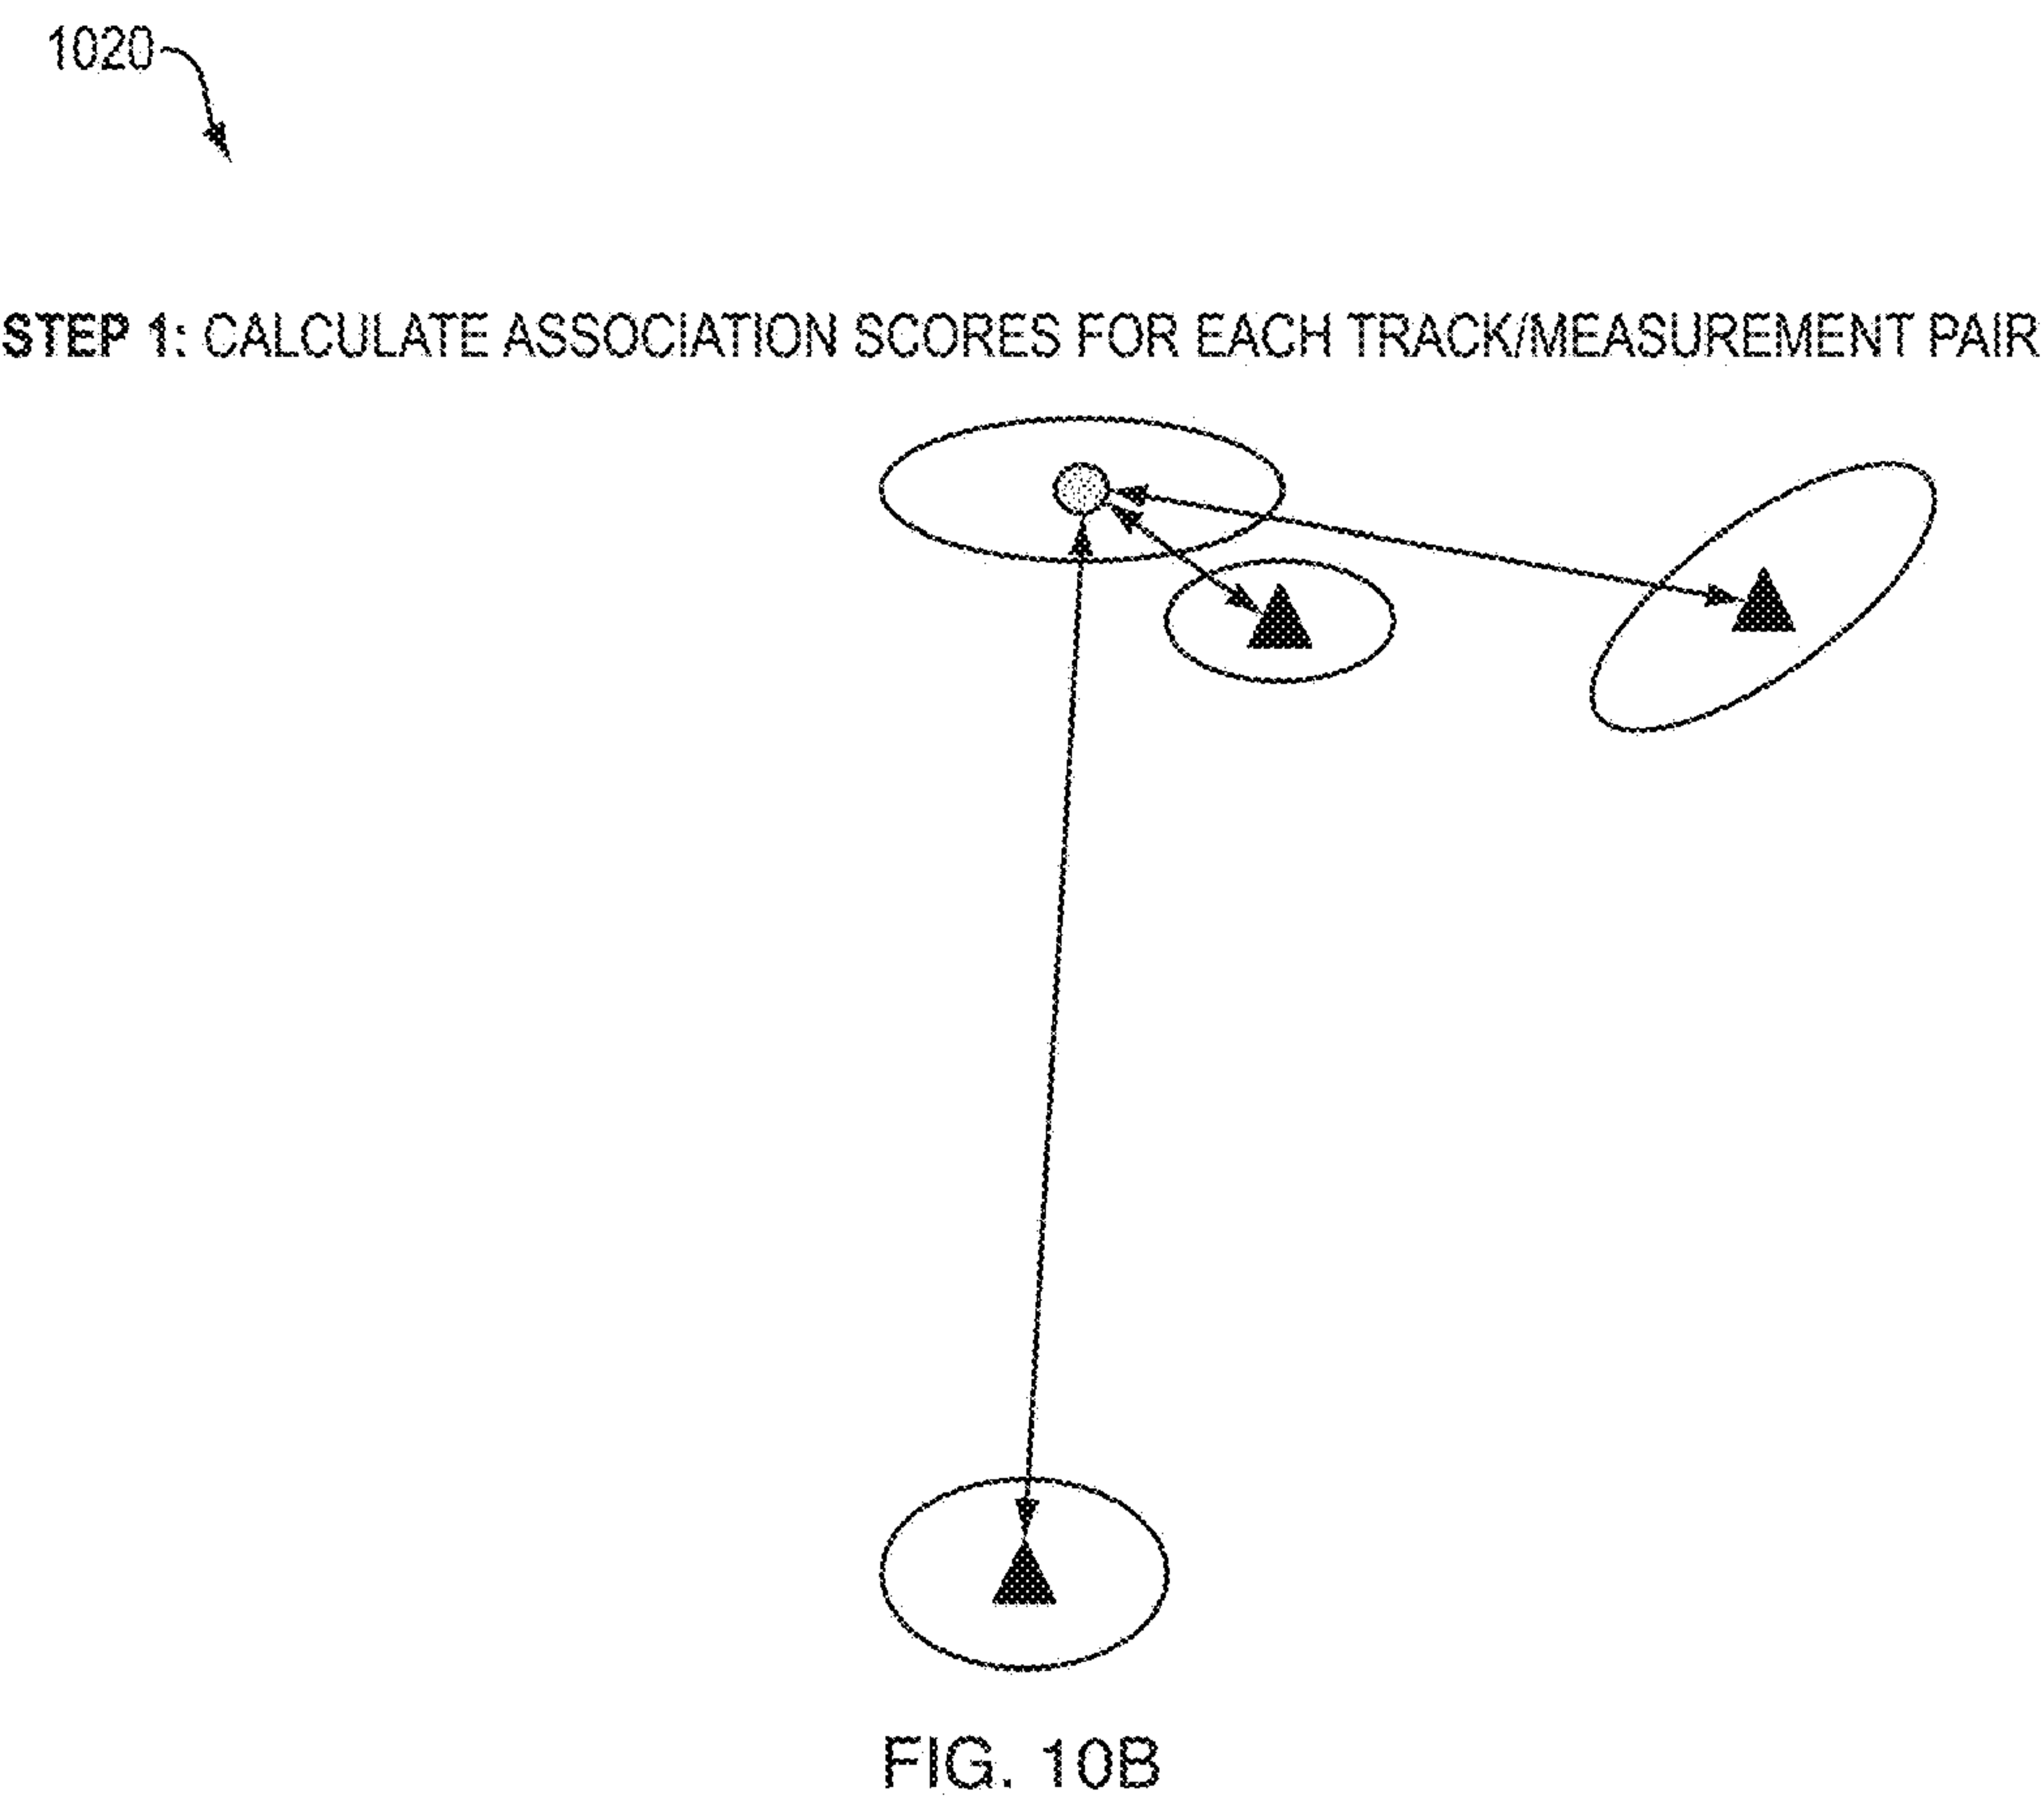 1020
STEP 1: CALCULATE ASSOCIATION SCORES FOR EACH TRACK/MEASUREMENT PAIR
FIG. 10B